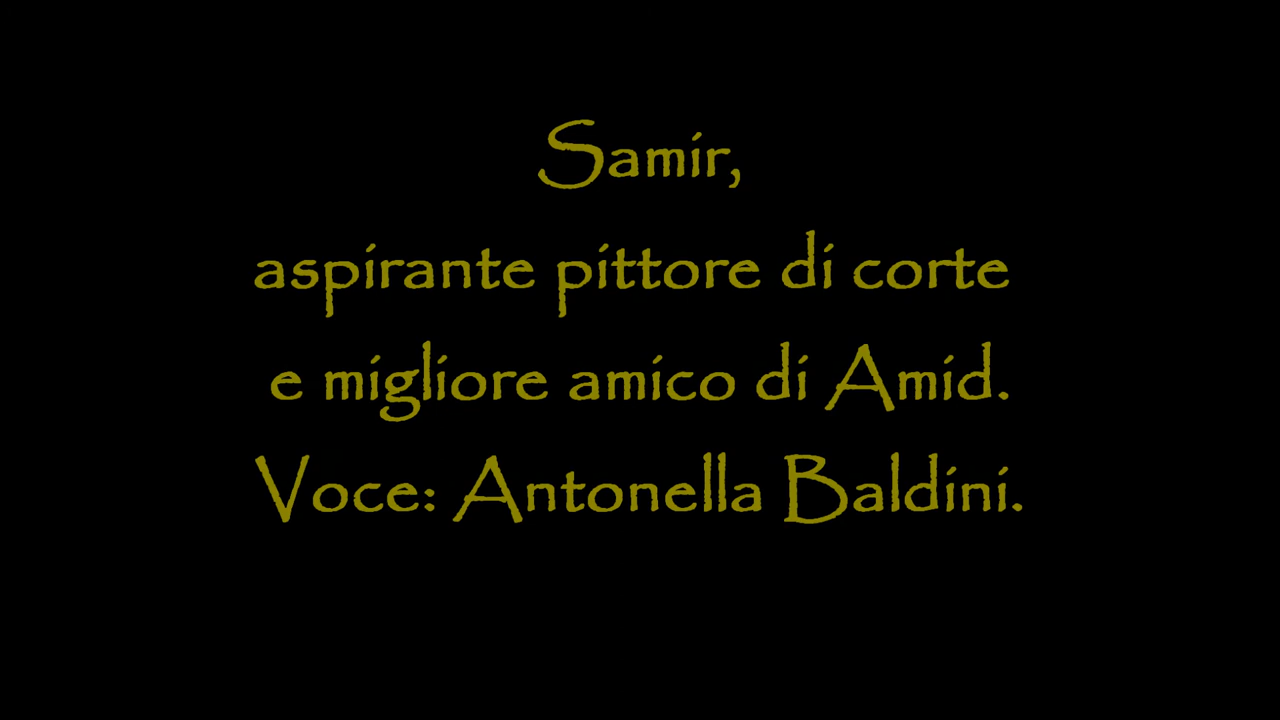 Samir,
aspirante pittore di corte
e migliore amico di Amid.
Voce: Antonella Baldini.